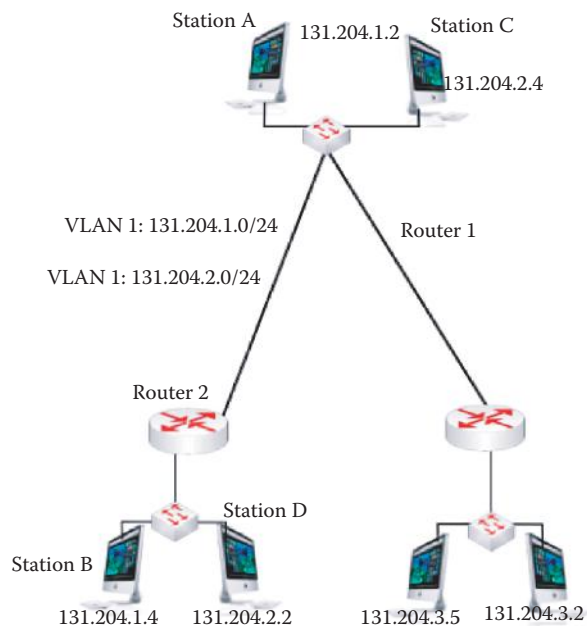 Station A
131.204.1.2
Station C
131.204.2.4
VLAN 1: 131.204.1.0/24
Router 1
VLAN 1: 131.204.2.0/24
Router 2
Station D
Station B
131.204.1.4
131.204.2.2
131.204.3.5
131.204.3.2